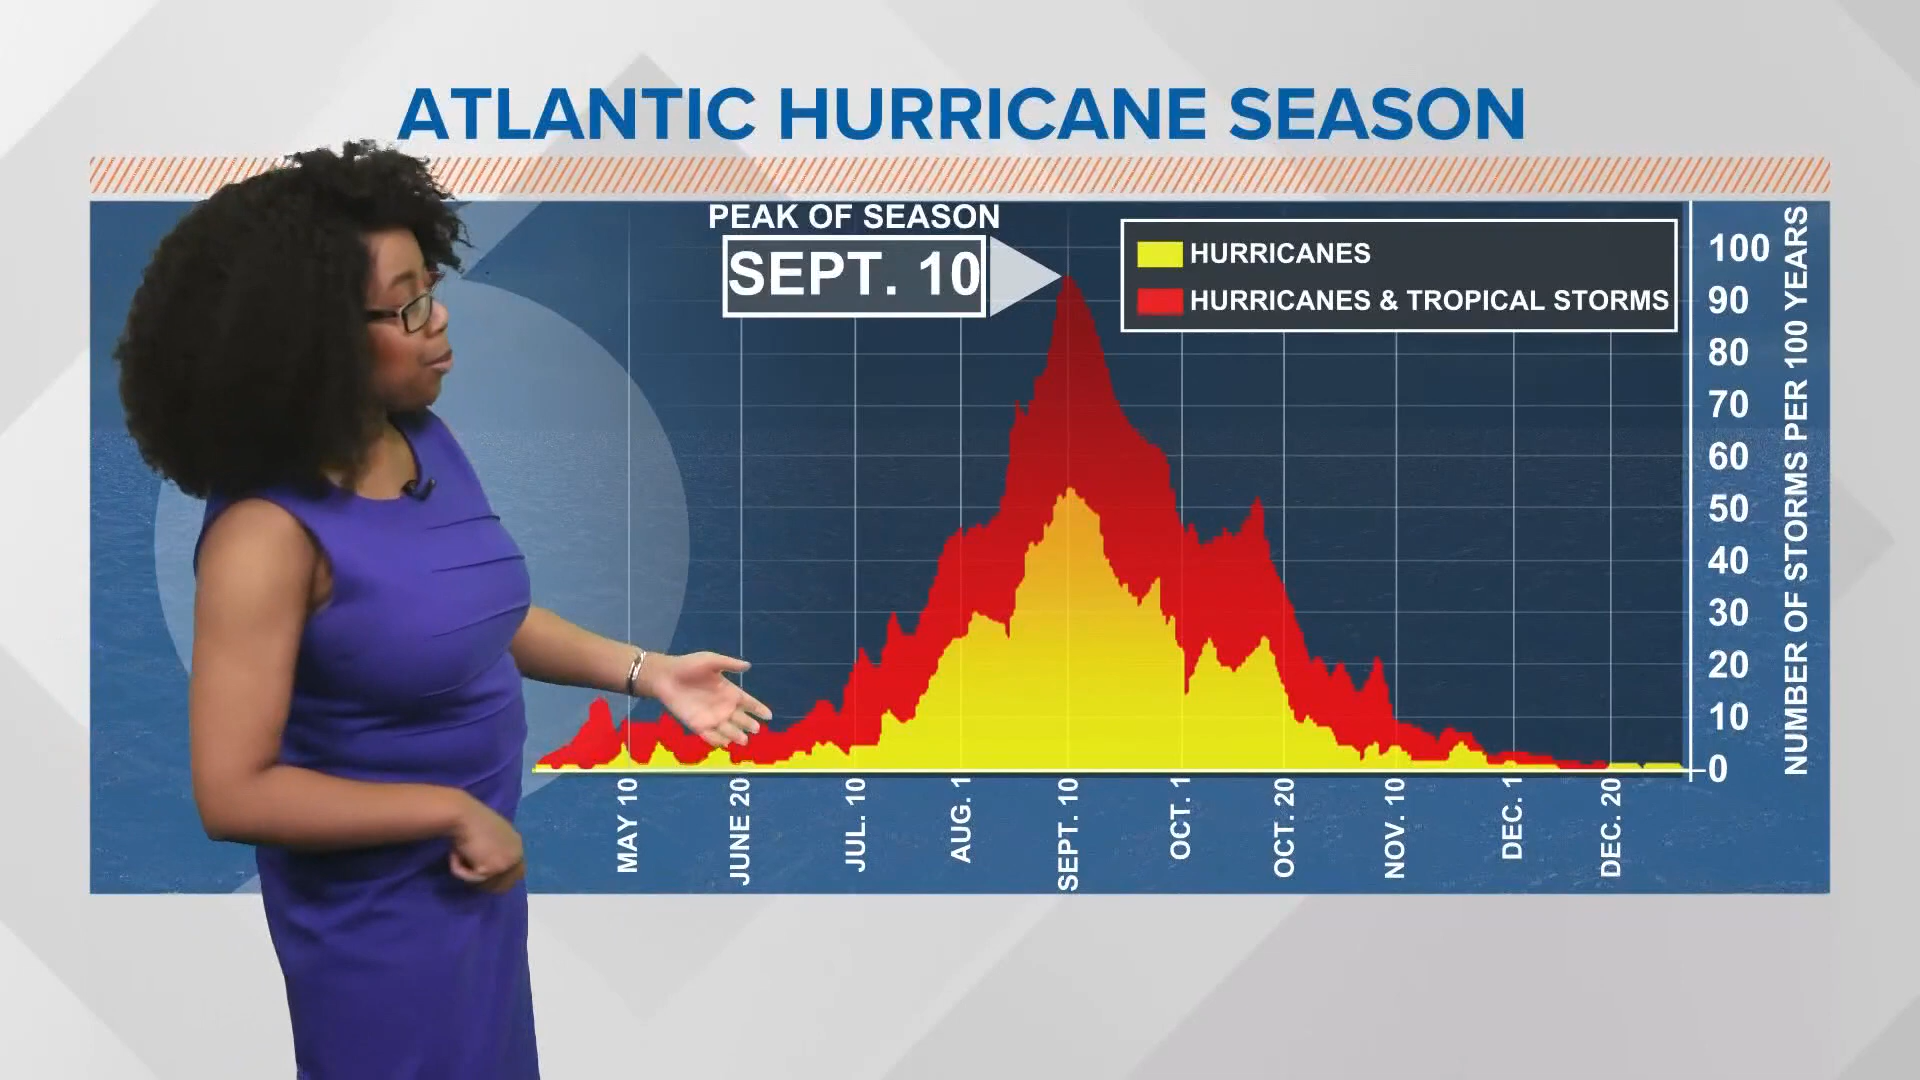 ATLANTIC HURRICANE SEASON
PEAK OF SEASON
SEPT. 10
HURRICANES
HURRICANES & TROPICAL STORMS
100
90
80
70
60
50
40
30
20
10
0
NUMBER OF STORMS PER 100 YEARS
MAY 10
JUNE 20
JUL. 10
AUG. 1
SEPT. 10
OCT. 1
OCT. 20
NOV. 10
DEC. 1
DEC. 20